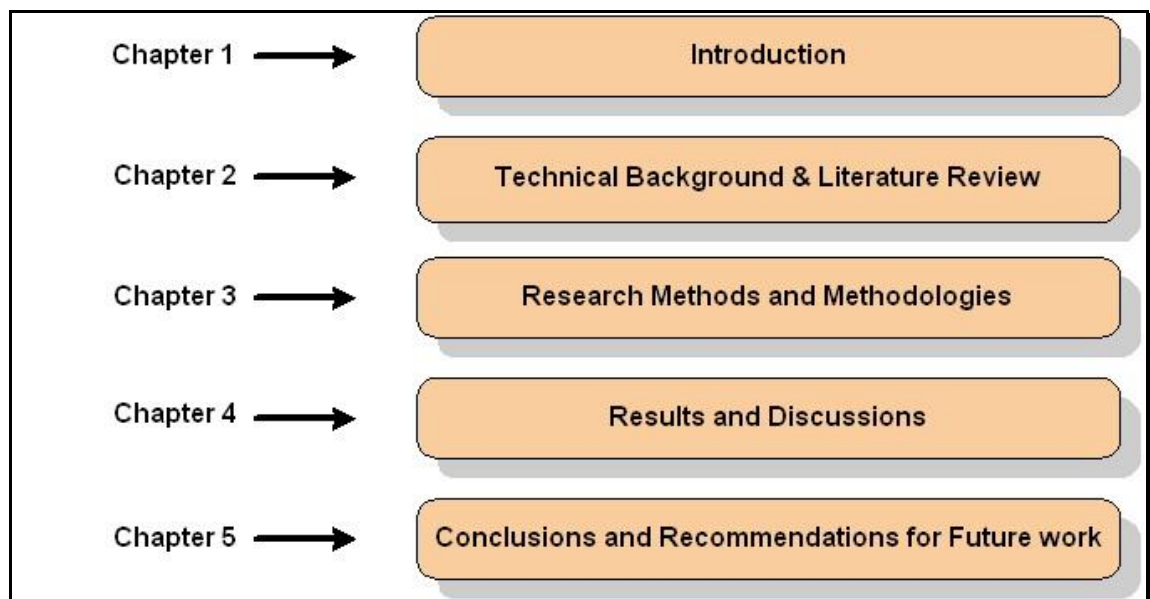 Chapter 1 Introduction
Chapter 2 Technical Background & Literature Review
Chapter 3 Research Methods and Methodologies
Chapter 4 Results and Discussions
Chapter 5 Conclusions and Recommendations for Future work